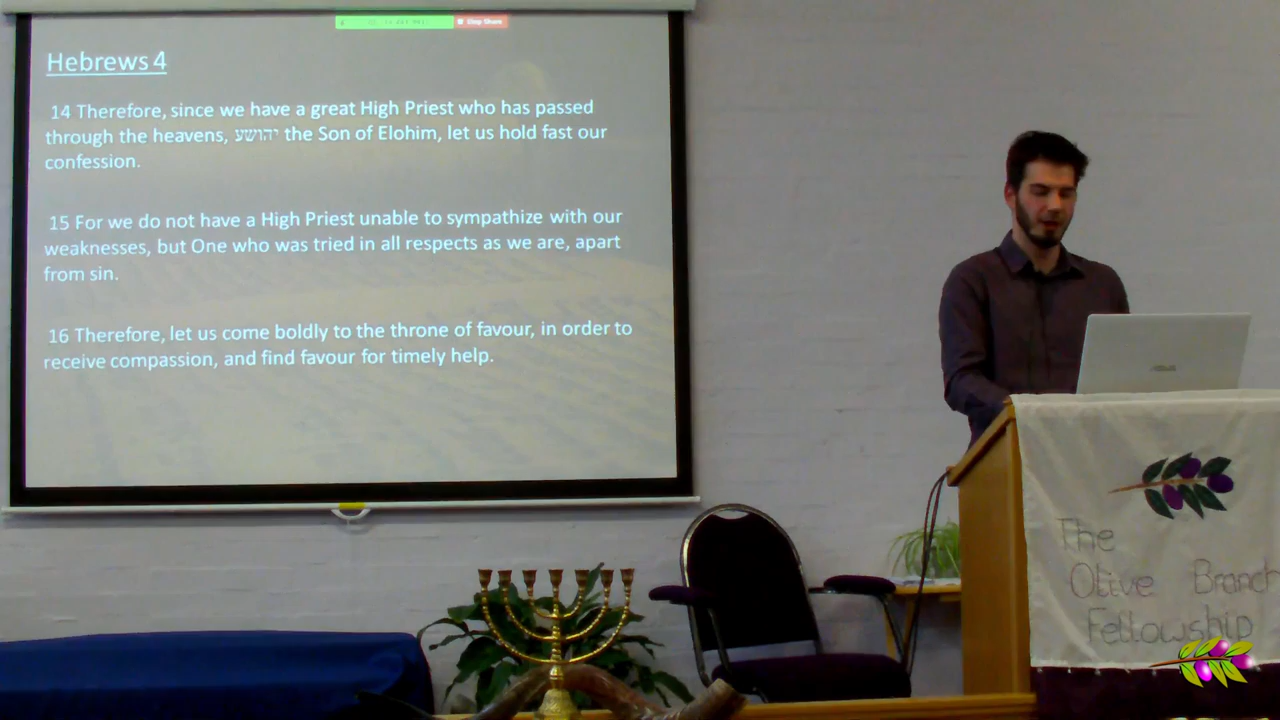 Stop Share
Hebrews 4
14 Therefore, since we have a great High Priest who has passed
through the heavens, יהושע the Son of Elohim, let us hold fast our
confession.
15 For we do not have a High Priest unable to sympathize with our
weaknesses, but One who was tried in all respects as we are, apart
from sin.
16 Therefore, let us come boldly to the throne of favour, in order to
receive compassion, and find favour for timely help.
ASUS
The
Olive Branch
Fellowship